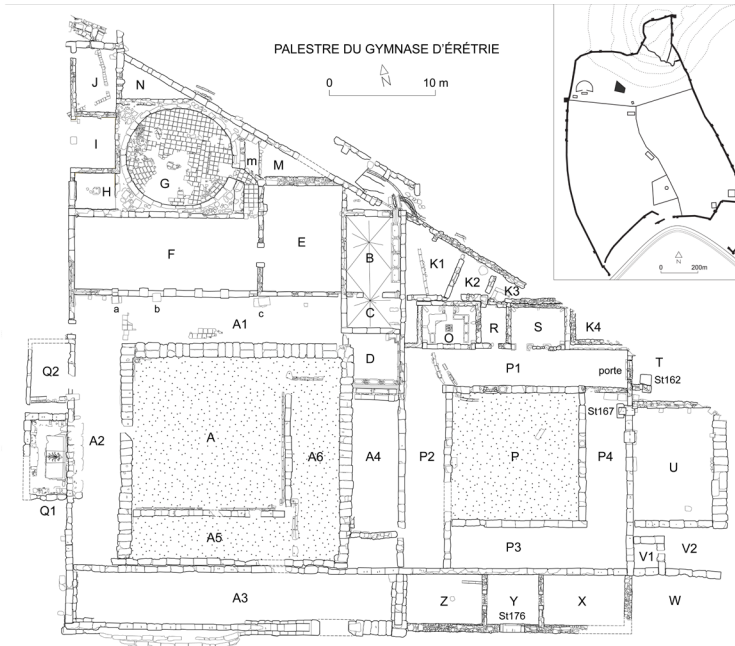 PALESTRE DU GYMNASE D'ÉRÉTRIE
0 N 10 m
J N
I
G m M
H
F E B
K1 K2 K3
a b c
A1 C
O R S K4
D
P1 porte T
St162
Q2
St167
A2 A A6 A4 P2 P P4 U
Q1
A5 P3
V1 V2
A3 Z Y X W
St176
N
0 200m